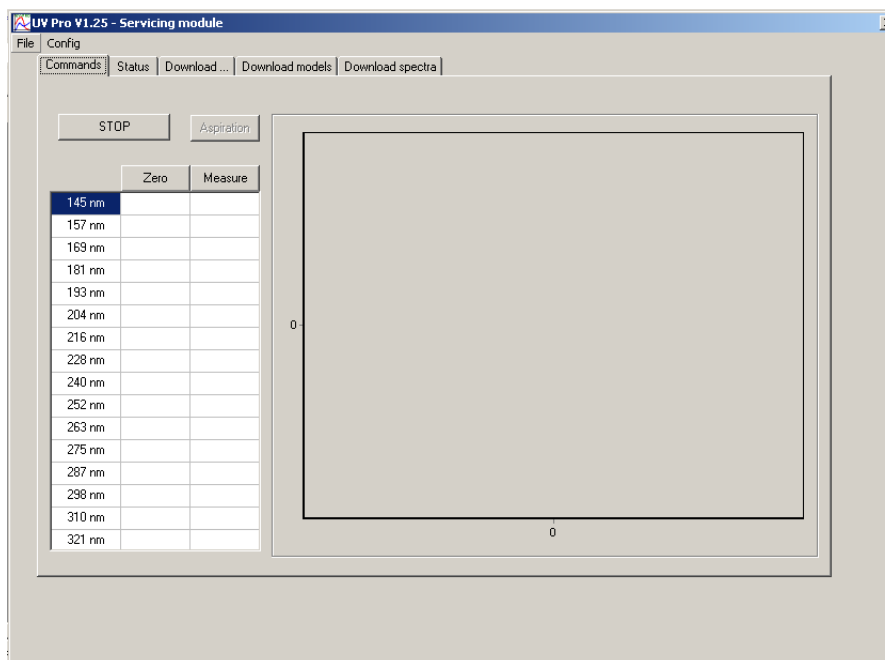 UV Pro V1.25 - Servicing module
File Config
Commands Status Download ... Download models Download spectra
STOP Aspiration
Zero Measure
145 nm
157 nm
169 nm
181 nm
193 nm
204 nm
216 nm
228 nm
240 nm
252 nm
263 nm
275 nm
287 nm
298 nm
310 nm
321 nm
0
0